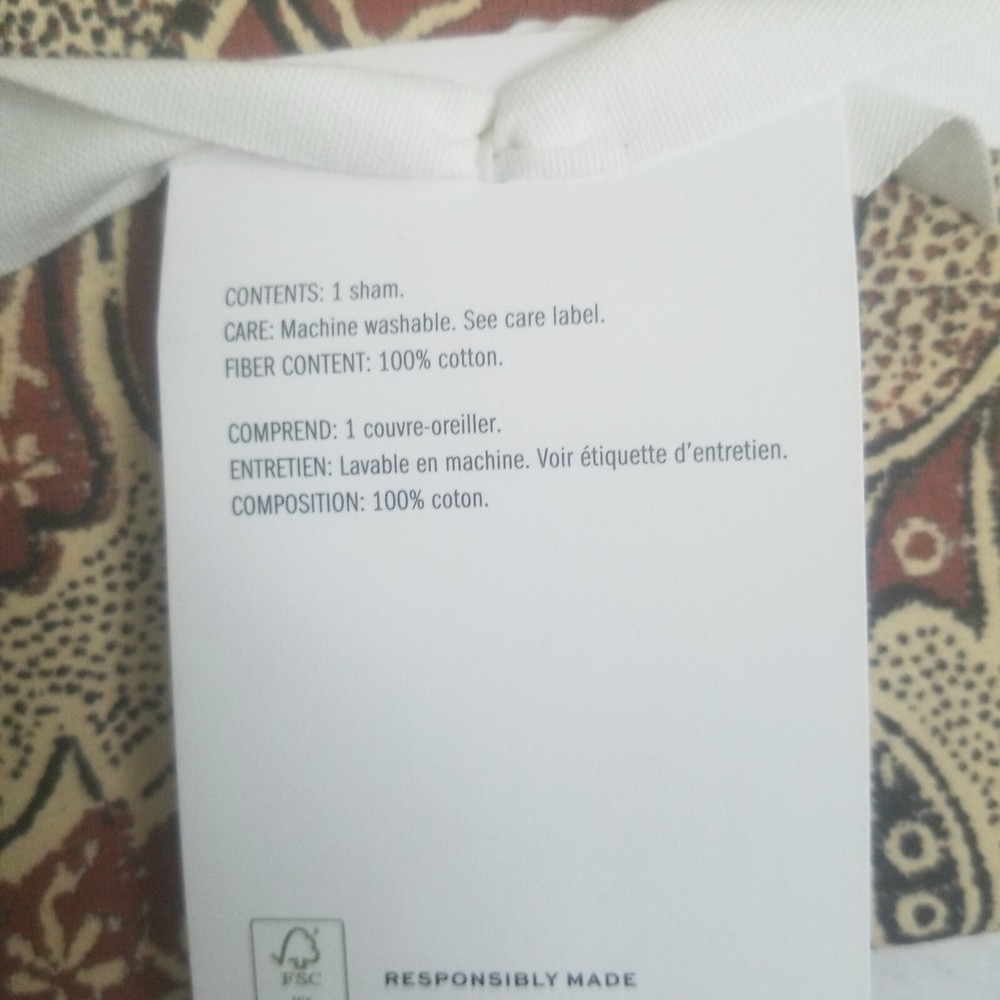 CONTENTS: 1 sham.
CARE: Machine washable. See care label.
FIBER CONTENT: 100% cotton.
COMPREND: 1 couvre-oreiller.
ENTRETIEN: Lavable en machine. Voir étiquette d'entretien.
COMPOSITION: 100% coton.
FSC
RESPONSIBLY MADE